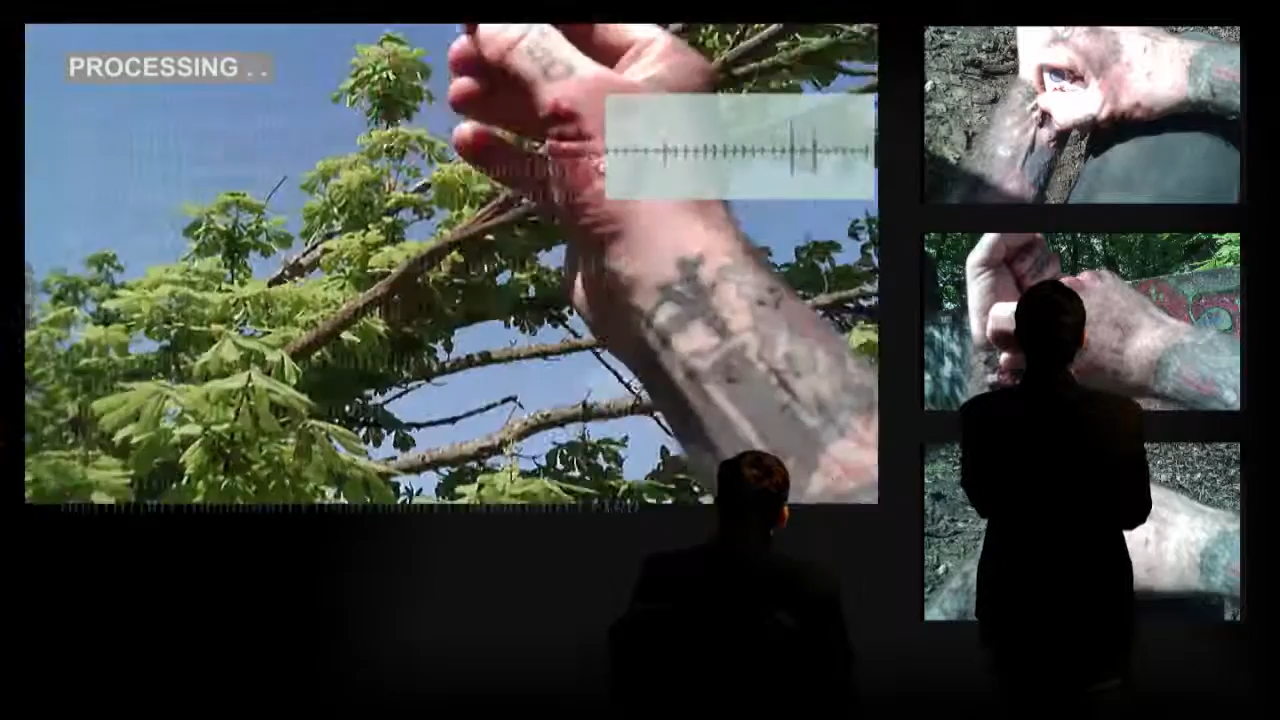 PROCESSING . .